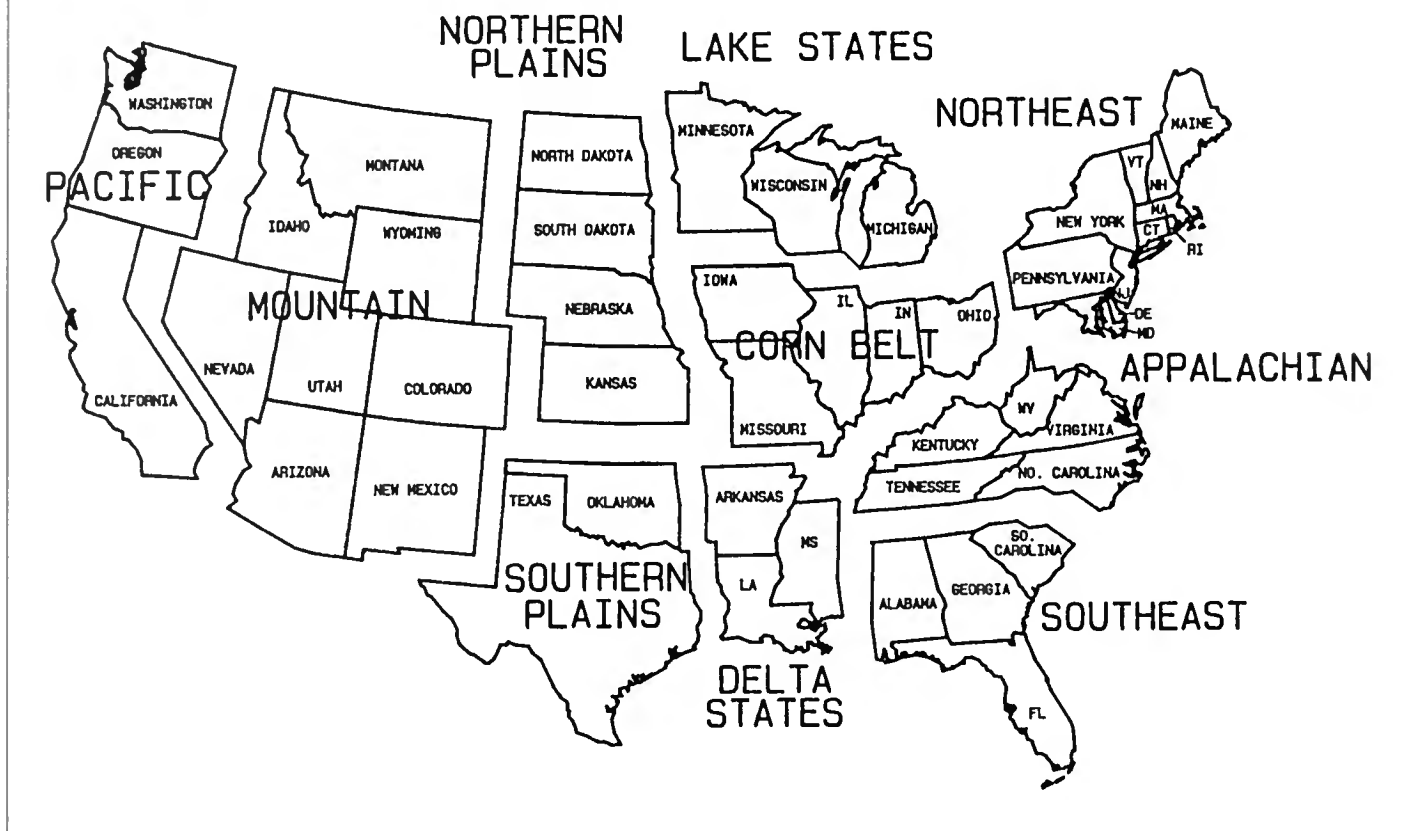 NORTHERN
PLAINS
LAKE STATES
NORTHEAST
PACIFIC
MOUNTAIN
CORN BELT
APPALACHIAN
SOUTHERN
PLAINS
DELTA
STATES
SOUTHEAST
WASHINGTON
OREGON
CALIFORNIA
MONTANA
IDAHO
WYOMING
NEVADA
UTAH
COLORADO
ARIZONA
NEW MEXICO
NORTH DAKOTA
SOUTH DAKOTA
NEBRASKA
KANSAS
MINNESOTA
WISCONSIN
MICHIGAN
IOWA
IL
IN
OHIO
MISSOURI
MAINE
VT
NH
MA
NEW YORK
CT
RI
PENNSYLVANIA
NJ
DE
MD
WV
VIRGINIA
KENTUCKY
NO. CAROLINA
TENNESSEE
TEXAS
OKLAHOMA
ARKANSAS
MS
LA
SO.
CAROLINA
ALABAMA
GEORGIA
FL